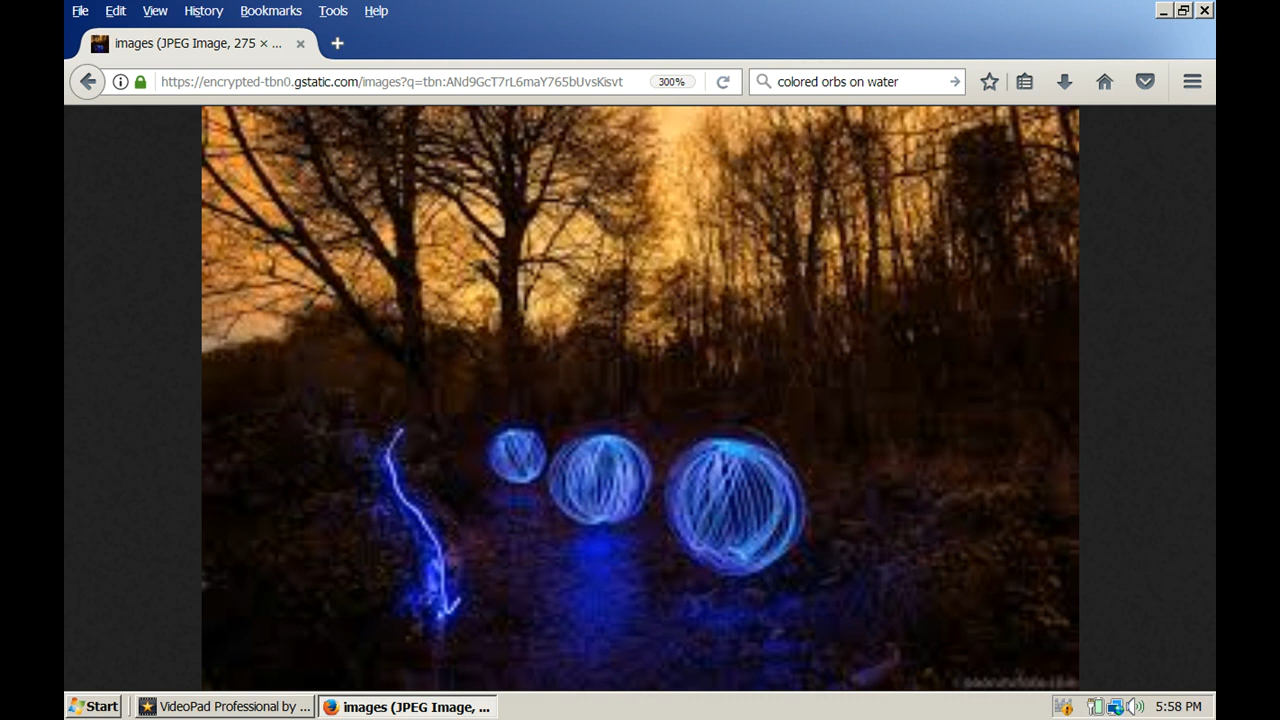 File Edit View History Bookmarks Tools Help
images (JPEG Image, 275 × ...
https://encrypted-tbn0.gstatic.com/images?q=tbn:ANd9GcT7rL6maY765bUvsKisvt 300% colored orbs on water
Start VideoPad Professional by ... images (JPEG Image, ... 5:58 PM